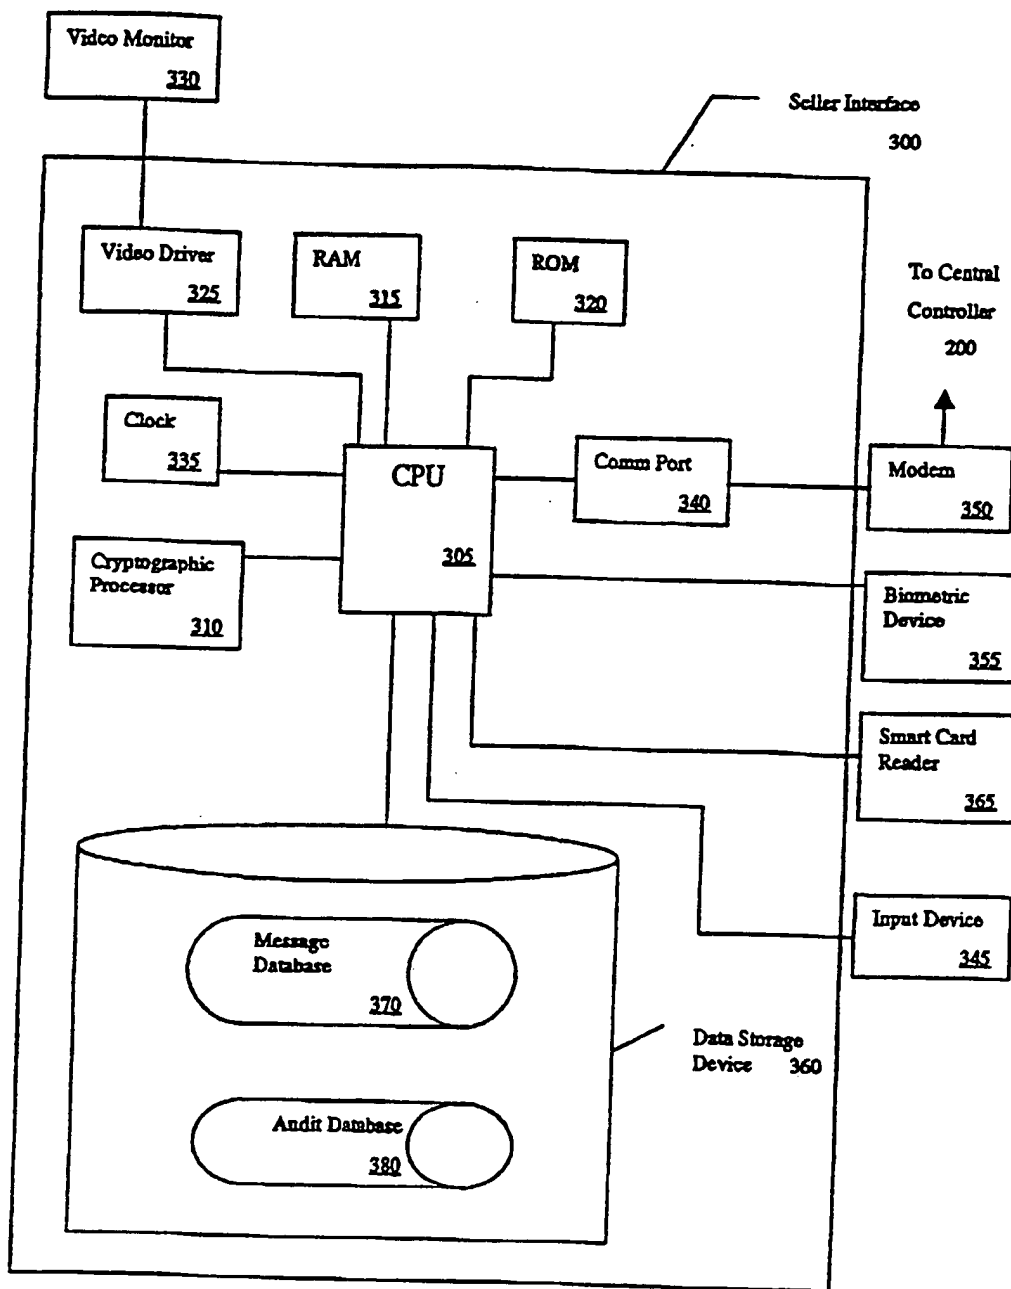 Video Monitor
330
Seller Interface
300
Video Driver
325
RAM
315
ROM
320
To Central
Controller
200
Clock
335
CPU
305
Comm Port
340
Modem
350
Cryptographic
Processor
310
Biometric
Device
355
Smart Card
Reader
365
Input Device
345
Message
Database
370
Data Storage
Device 360
Audit Database
380